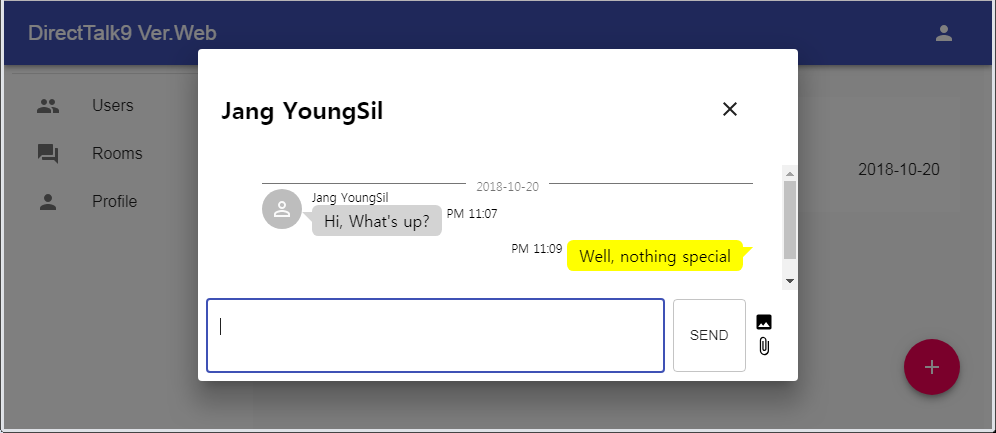 DirectTalk9 Ver.Web
Users
Rooms
Profile
2018-10-20
Jang YoungSil
2018-10-20
Jang YoungSil
Hi, What's up? PM 11:07
PM 11:09 Well, nothing special
SEND